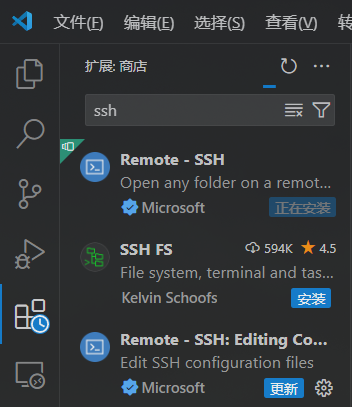 文件(F) 编辑(E) 选择(S) 查看(V)
扩展: 商店
ssh
Remote - SSH
Open any folder on a remot...
Microsoft 正在安装
SSH FS 594K 4.5
File system, terminal and tas...
Kelvin Schoofs 安装
Remote - SSH: Editing Co...
Edit SSH configuration files
Microsoft 更新